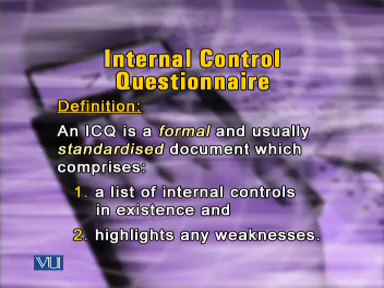 Internal Control
Questionnaire
Definition:
An ICQ is a formal and usually
standardised document which
comprises:
1. a list of internal controls
in existence and
2. highlights any weaknesses.
VU